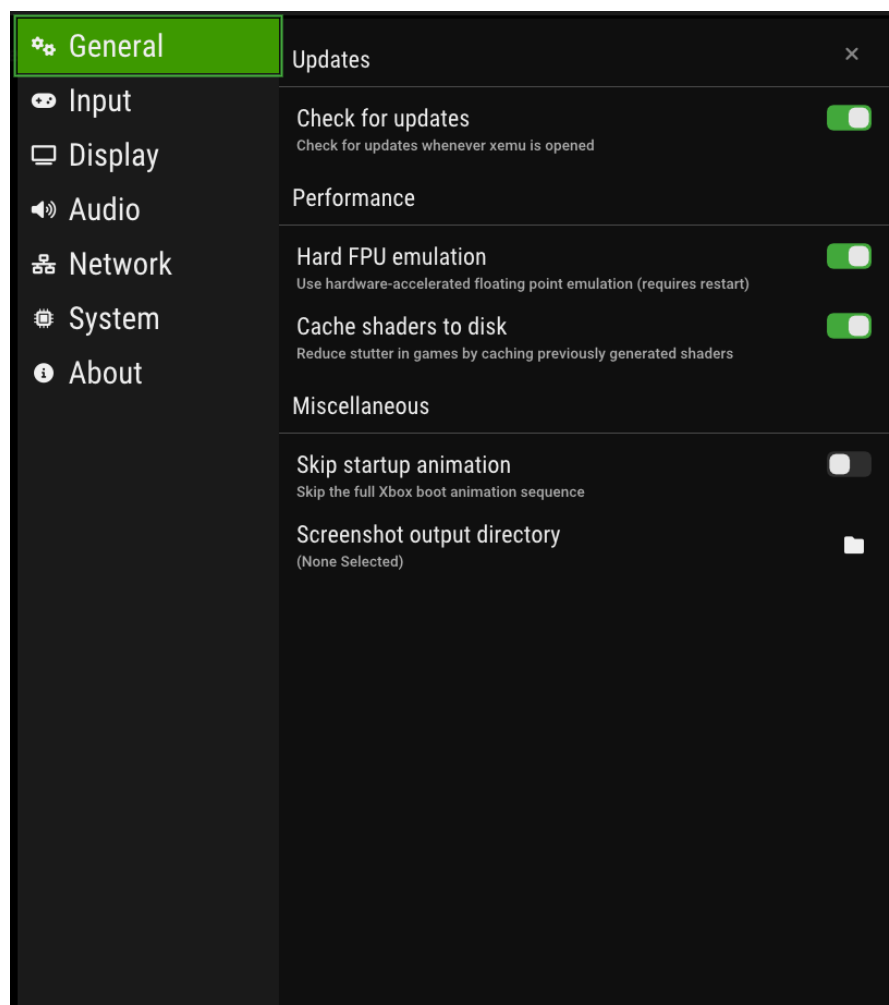 General
Input
Display
Audio
Network
System
About
Updates
Check for updates
Check for updates whenever xemu is opened
Performance
Hard FPU emulation
Use hardware-accelerated floating point emulation (requires restart)
Cache shaders to disk
Reduce stutter in games by caching previously generated shaders
Miscellaneous
Skip startup animation
Skip the full Xbox boot animation sequence
Screenshot output directory
(None Selected)